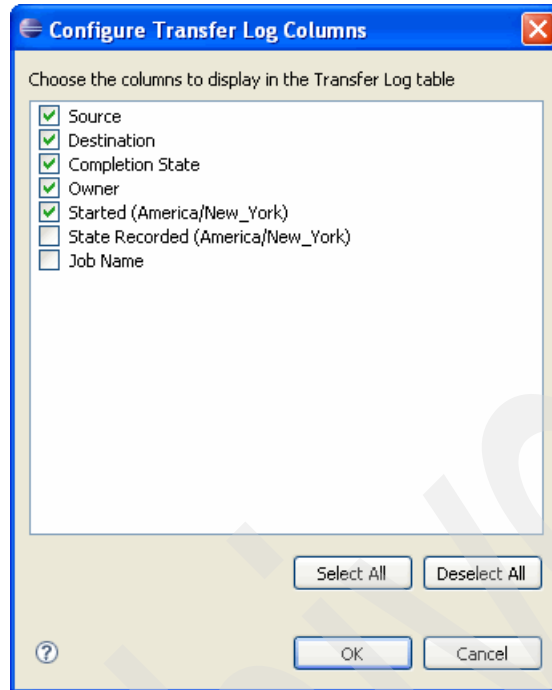 Configure Transfer Log Columns
Choose the columns to display in the Transfer Log table
Source
Destination
Completion State
Owner
Started (America/New_York)
State Recorded (America/New_York)
Job Name
Select All Deselect All
? OK Cancel